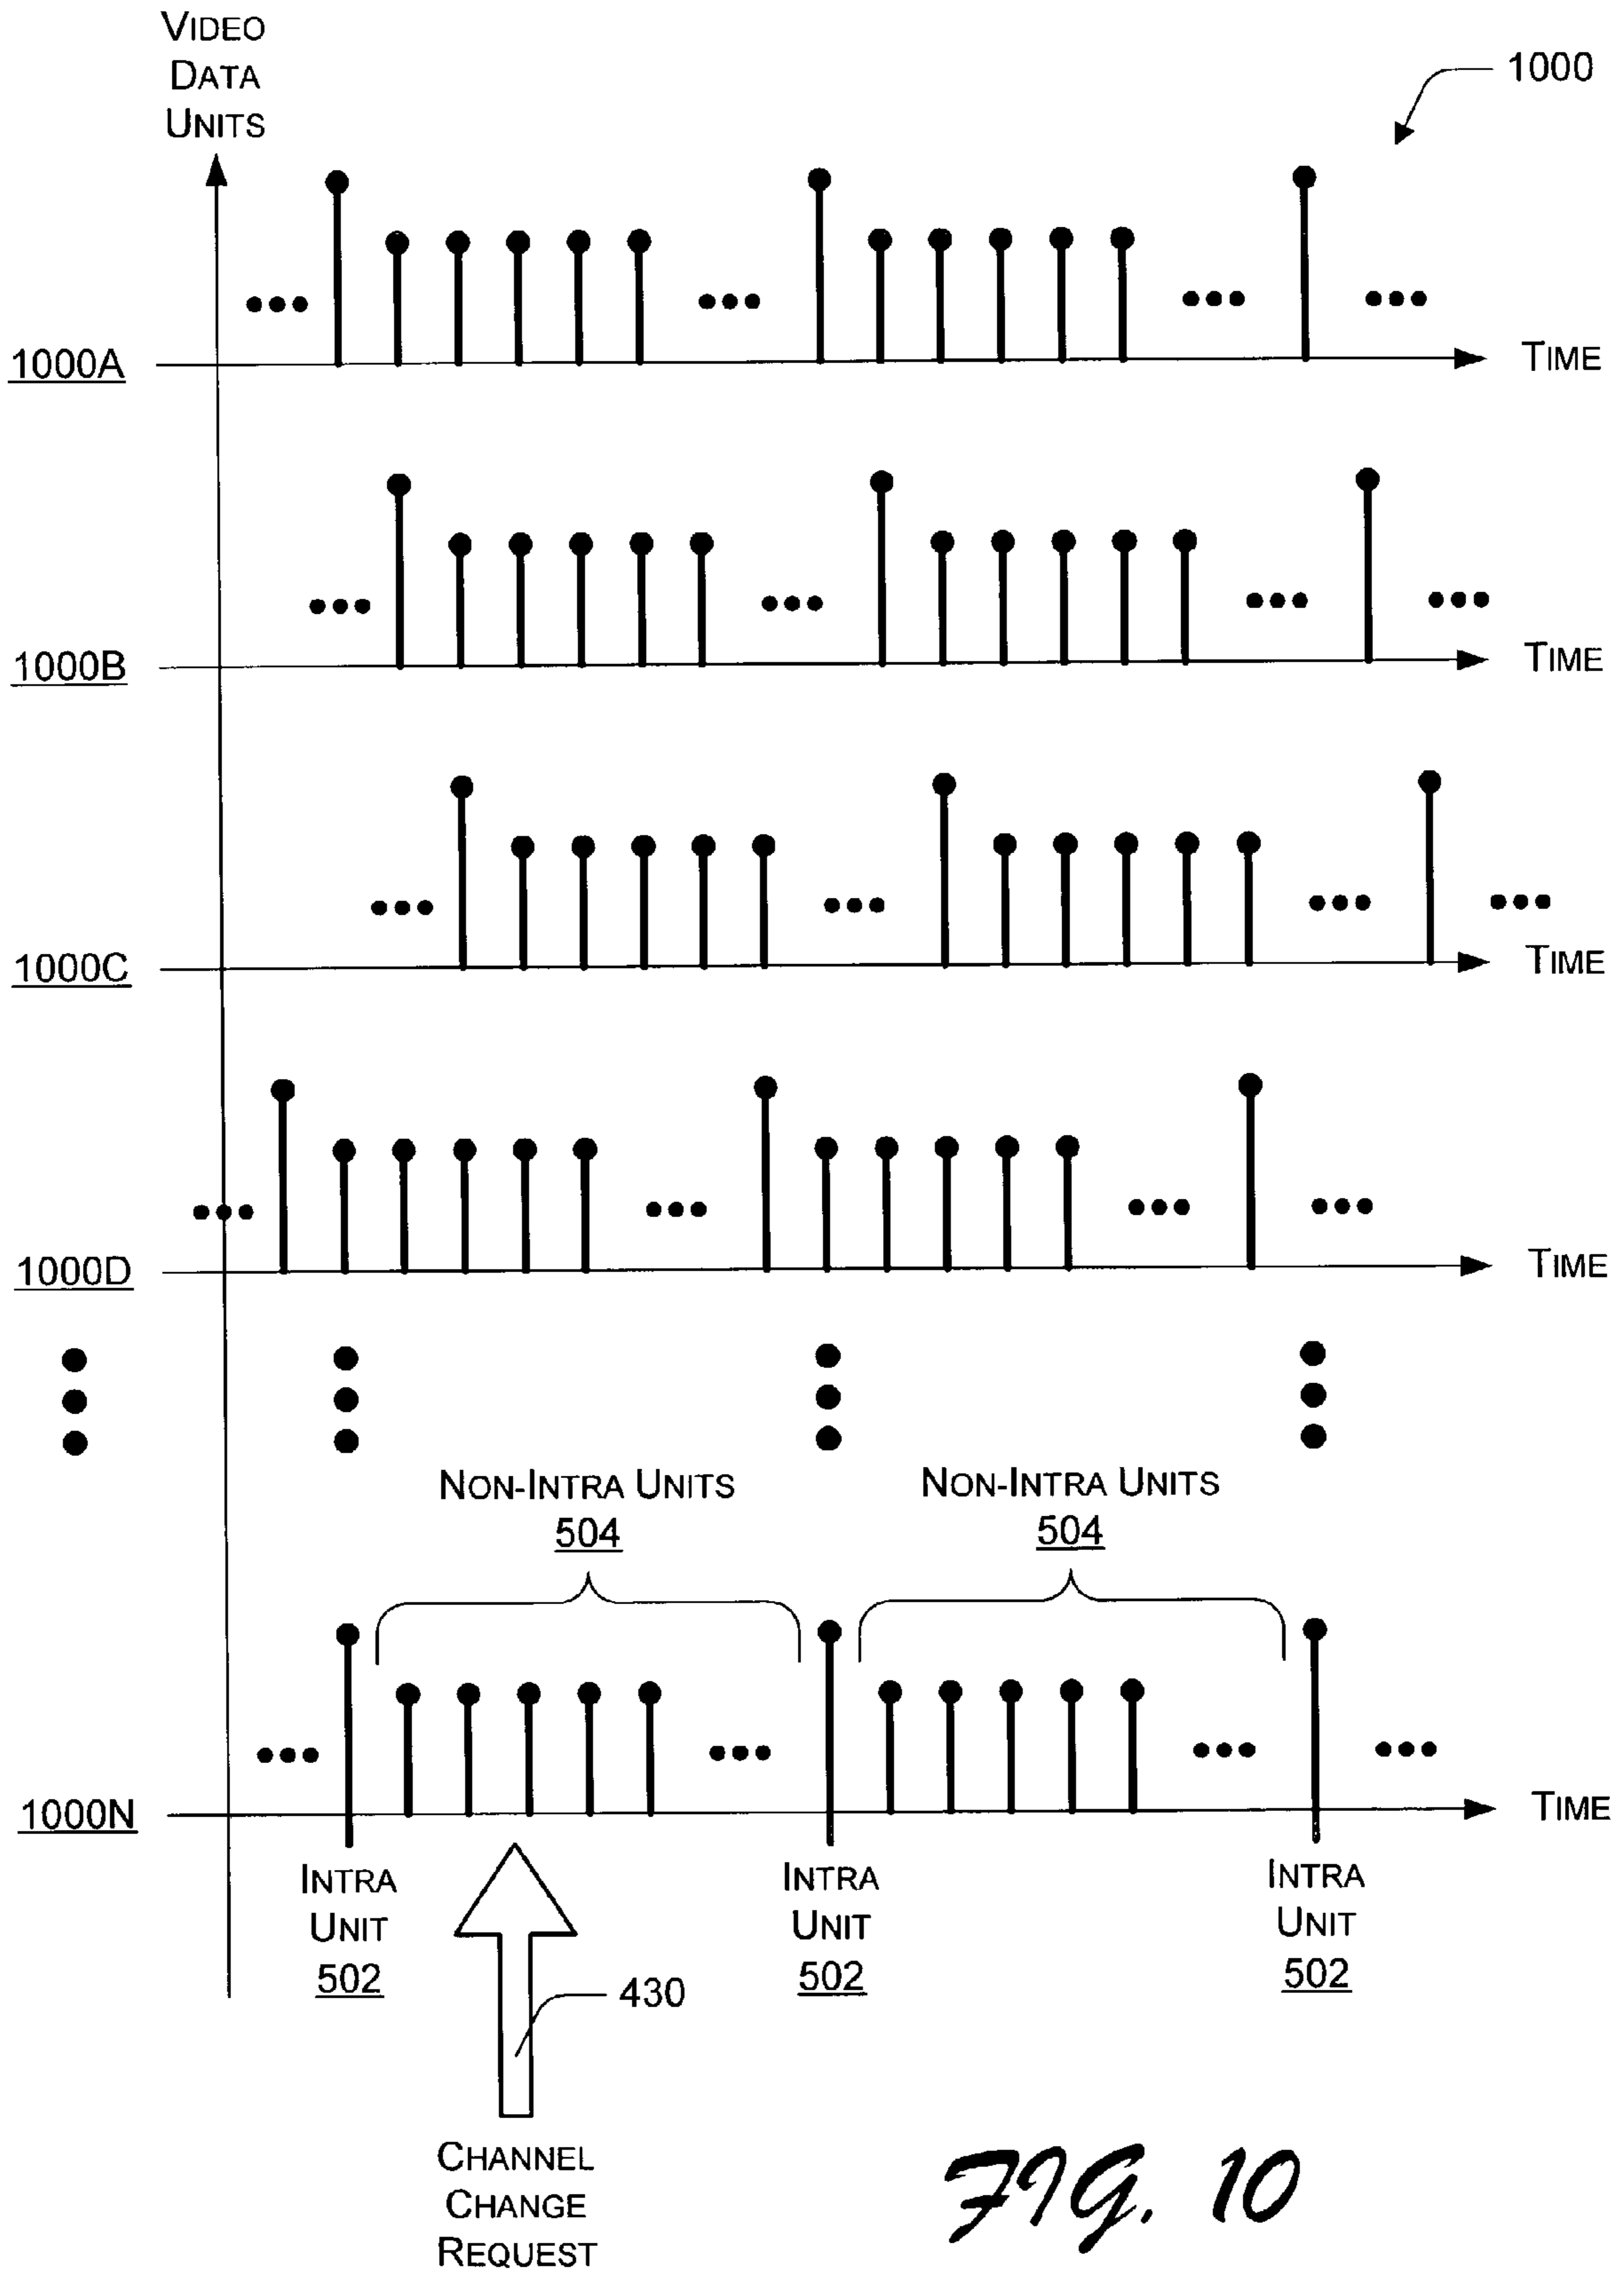 VIDEO
DATA
UNITS
1000
1000A
TIME
1000B
TIME
1000C
TIME
1000D
TIME
NON-INTRA UNITS
504
NON-INTRA UNITS
504
1000N
TIME
INTRA
UNIT
502
INTRA
UNIT
502
INTRA
UNIT
502
430
CHANNEL
CHANGE
REQUEST
FIG. 10